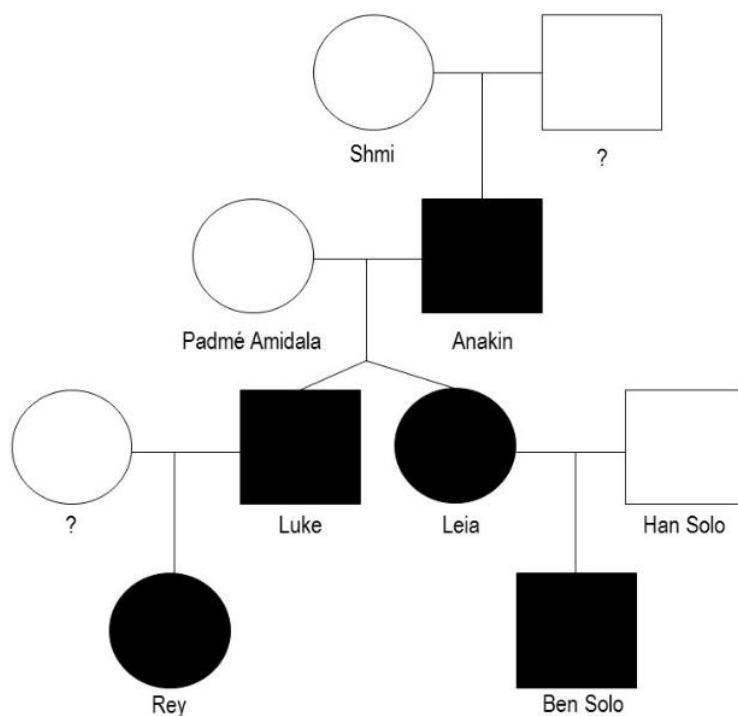 Shmi
?
Padmé Amidala
Anakin
?
Luke
Leia
Han Solo
Rey
Ben Solo